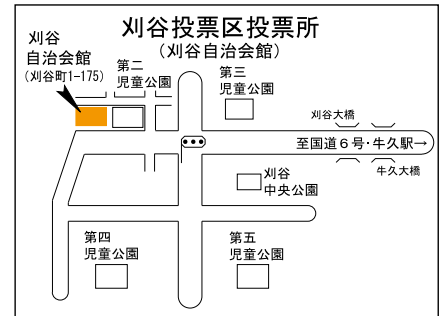 刈谷投票区投票所
(刈谷自治会館)
刈谷
自治会館
(刈谷町1-175)
第二
児童公園
第三
児童公園
刈谷大橋
至国道６号・牛久駅→
牛久大橋
刈谷
中央公園
第四
児童公園
第五
児童公園